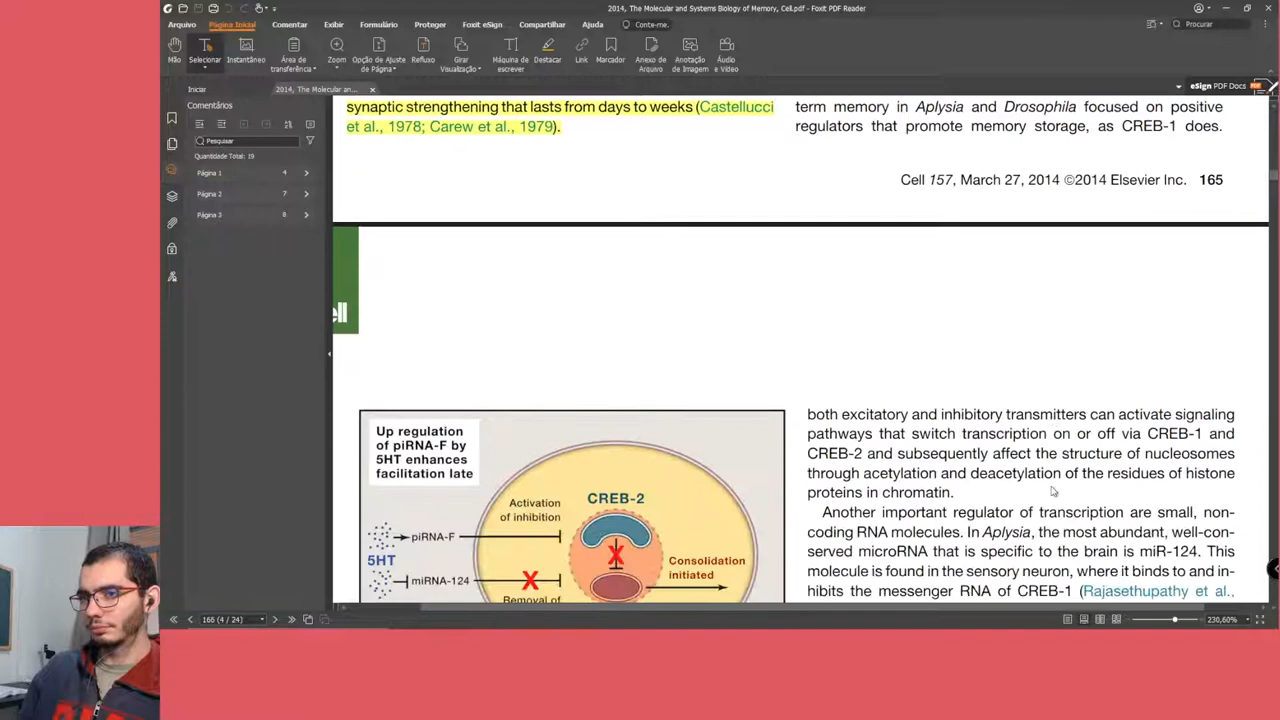 2014, The Molecular and Systems Biology of Memory, Cell.pdf - Foxit PDF Reader
Arquivo Página Inicial Comentar Exibir Formulário Proteger Foxit eSign Compartilhar Ajuda Conte-me. Procurar
Mão Selecionar Instantâneo Área de transferência Zoom Opção de Ajuste de Página Refluxo Girar Visualização Máquina de escrever Destacar Link Marcador Anexo de Arquivo Anotação de Imagem Áudio e Vídeo
Iniciar 2014, The Molecular an... eSign PDF Docs
Comentários
Pesquisar
Quantidade Total: 19
Página 1 4
Página 2 7
Página 3 8
synaptic strengthening that lasts from days to weeks (Castellucci
et al., 1978; Carew et al., 1979).
term memory in Aplysia and Drosophila focused on positive
regulators that promote memory storage, as CREB-1 does.
Cell 157, March 27, 2014 ©2014 Elsevier Inc. 165
ell
Up regulation
of piRNA-F by
5HT enhances
facilitation late
Activation
of inhibition
CREB-2
piRNA-F
5HT
X
Consolidation
initiated
miRNA-124
X
Removal of
both excitatory and inhibitory transmitters can activate signaling
pathways that switch transcription on or off via CREB-1 and
CREB-2 and subsequently affect the structure of nucleosomes
through acetylation and deacetylation of the residues of histone
proteins in chromatin.
Another important regulator of transcription are small, non-
coding RNA molecules. In Aplysia, the most abundant, well-con-
served microRNA that is specific to the brain is miR-124. This
molecule is found in the sensory neuron, where it binds to and in-
hibits the messenger RNA of CREB-1 (Rajasethupathy et al.,
166 (4 / 24) 230,60%